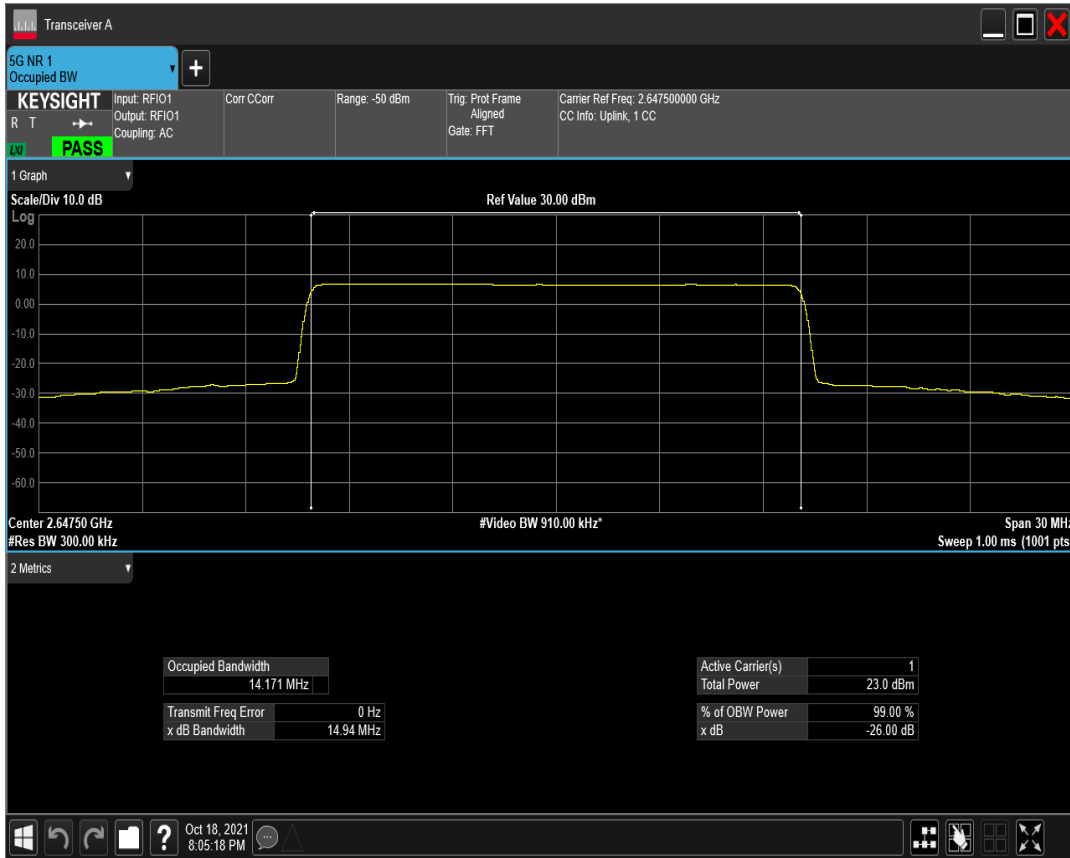 Transceiver A
5G NR 1
Occupied BW
KEYSIGHT
R T
LXI
PASS
Input: RFIO1
Output: RFIO1
Coupling: AC
Corr CCorr
Range: -50 dBm
Trig: Prot Frame
Aligned
Gate: FFT
Carrier Ref Freq: 2.647500000 GHz
CC Info: Uplink, 1 CC
1 Graph
Scale/Div 10.0 dB
Ref Value 30.00 dBm
Log
20.0
10.0
0.00
-10.0
-20.0
-30.0
-40.0
-50.0
-60.0
Center 2.64750 GHz
#Video BW 910.00 kHz*
Span 30 MHz
#Res BW 300.00 kHz
Sweep 1.00 ms (1001 pts
2 Metrics
Occupied Bandwidth
14.171 MHz
Transmit Freq Error 0 Hz
x dB Bandwidth 14.94 MHz
Active Carrier(s) 1
Total Power 23.0 dBm
% of OBW Power 99.00 %
x dB -26.00 dB
?
Oct 18, 2021
8:05:18 PM